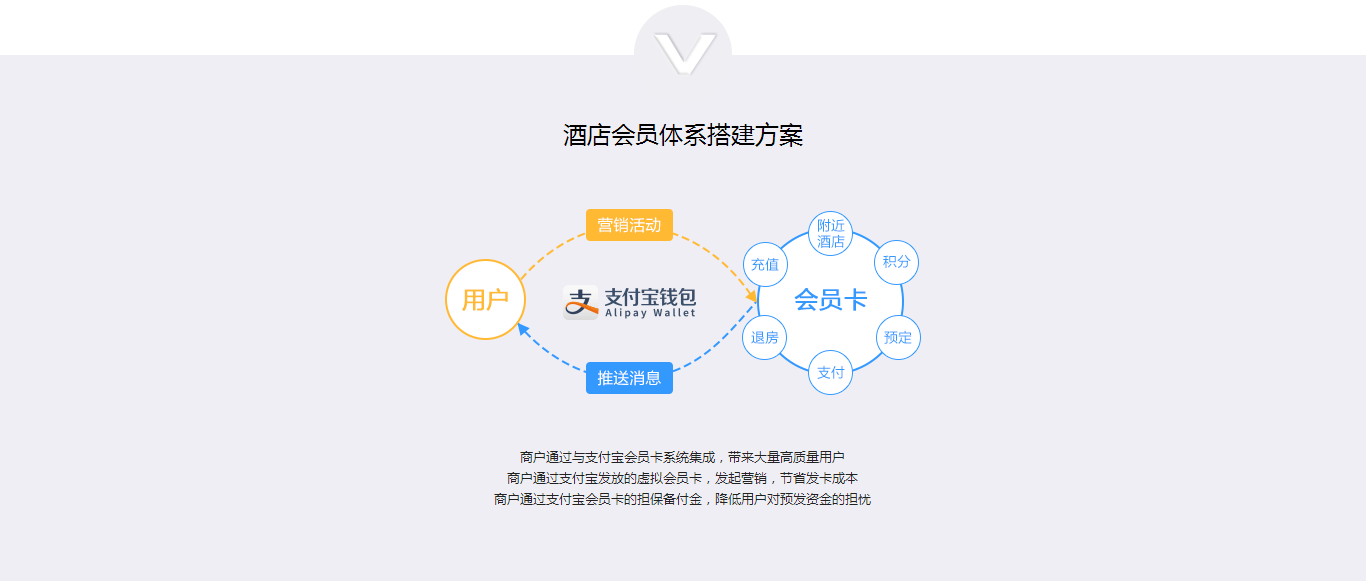 酒店会员体系搭建方案
营销活动
用户
支付宝钱包
Alipay Wallet
推送消息
附近
酒店
充值
积分
会员卡
退房
预定
支付
商户通过与支付宝会员卡系统集成，带来大量高质量用户
商户通过支付宝发放的虚拟会员卡，发起营销，节省发卡成本
商户通过支付宝会员卡的担保备付金，降低用户对预发资金的担忧